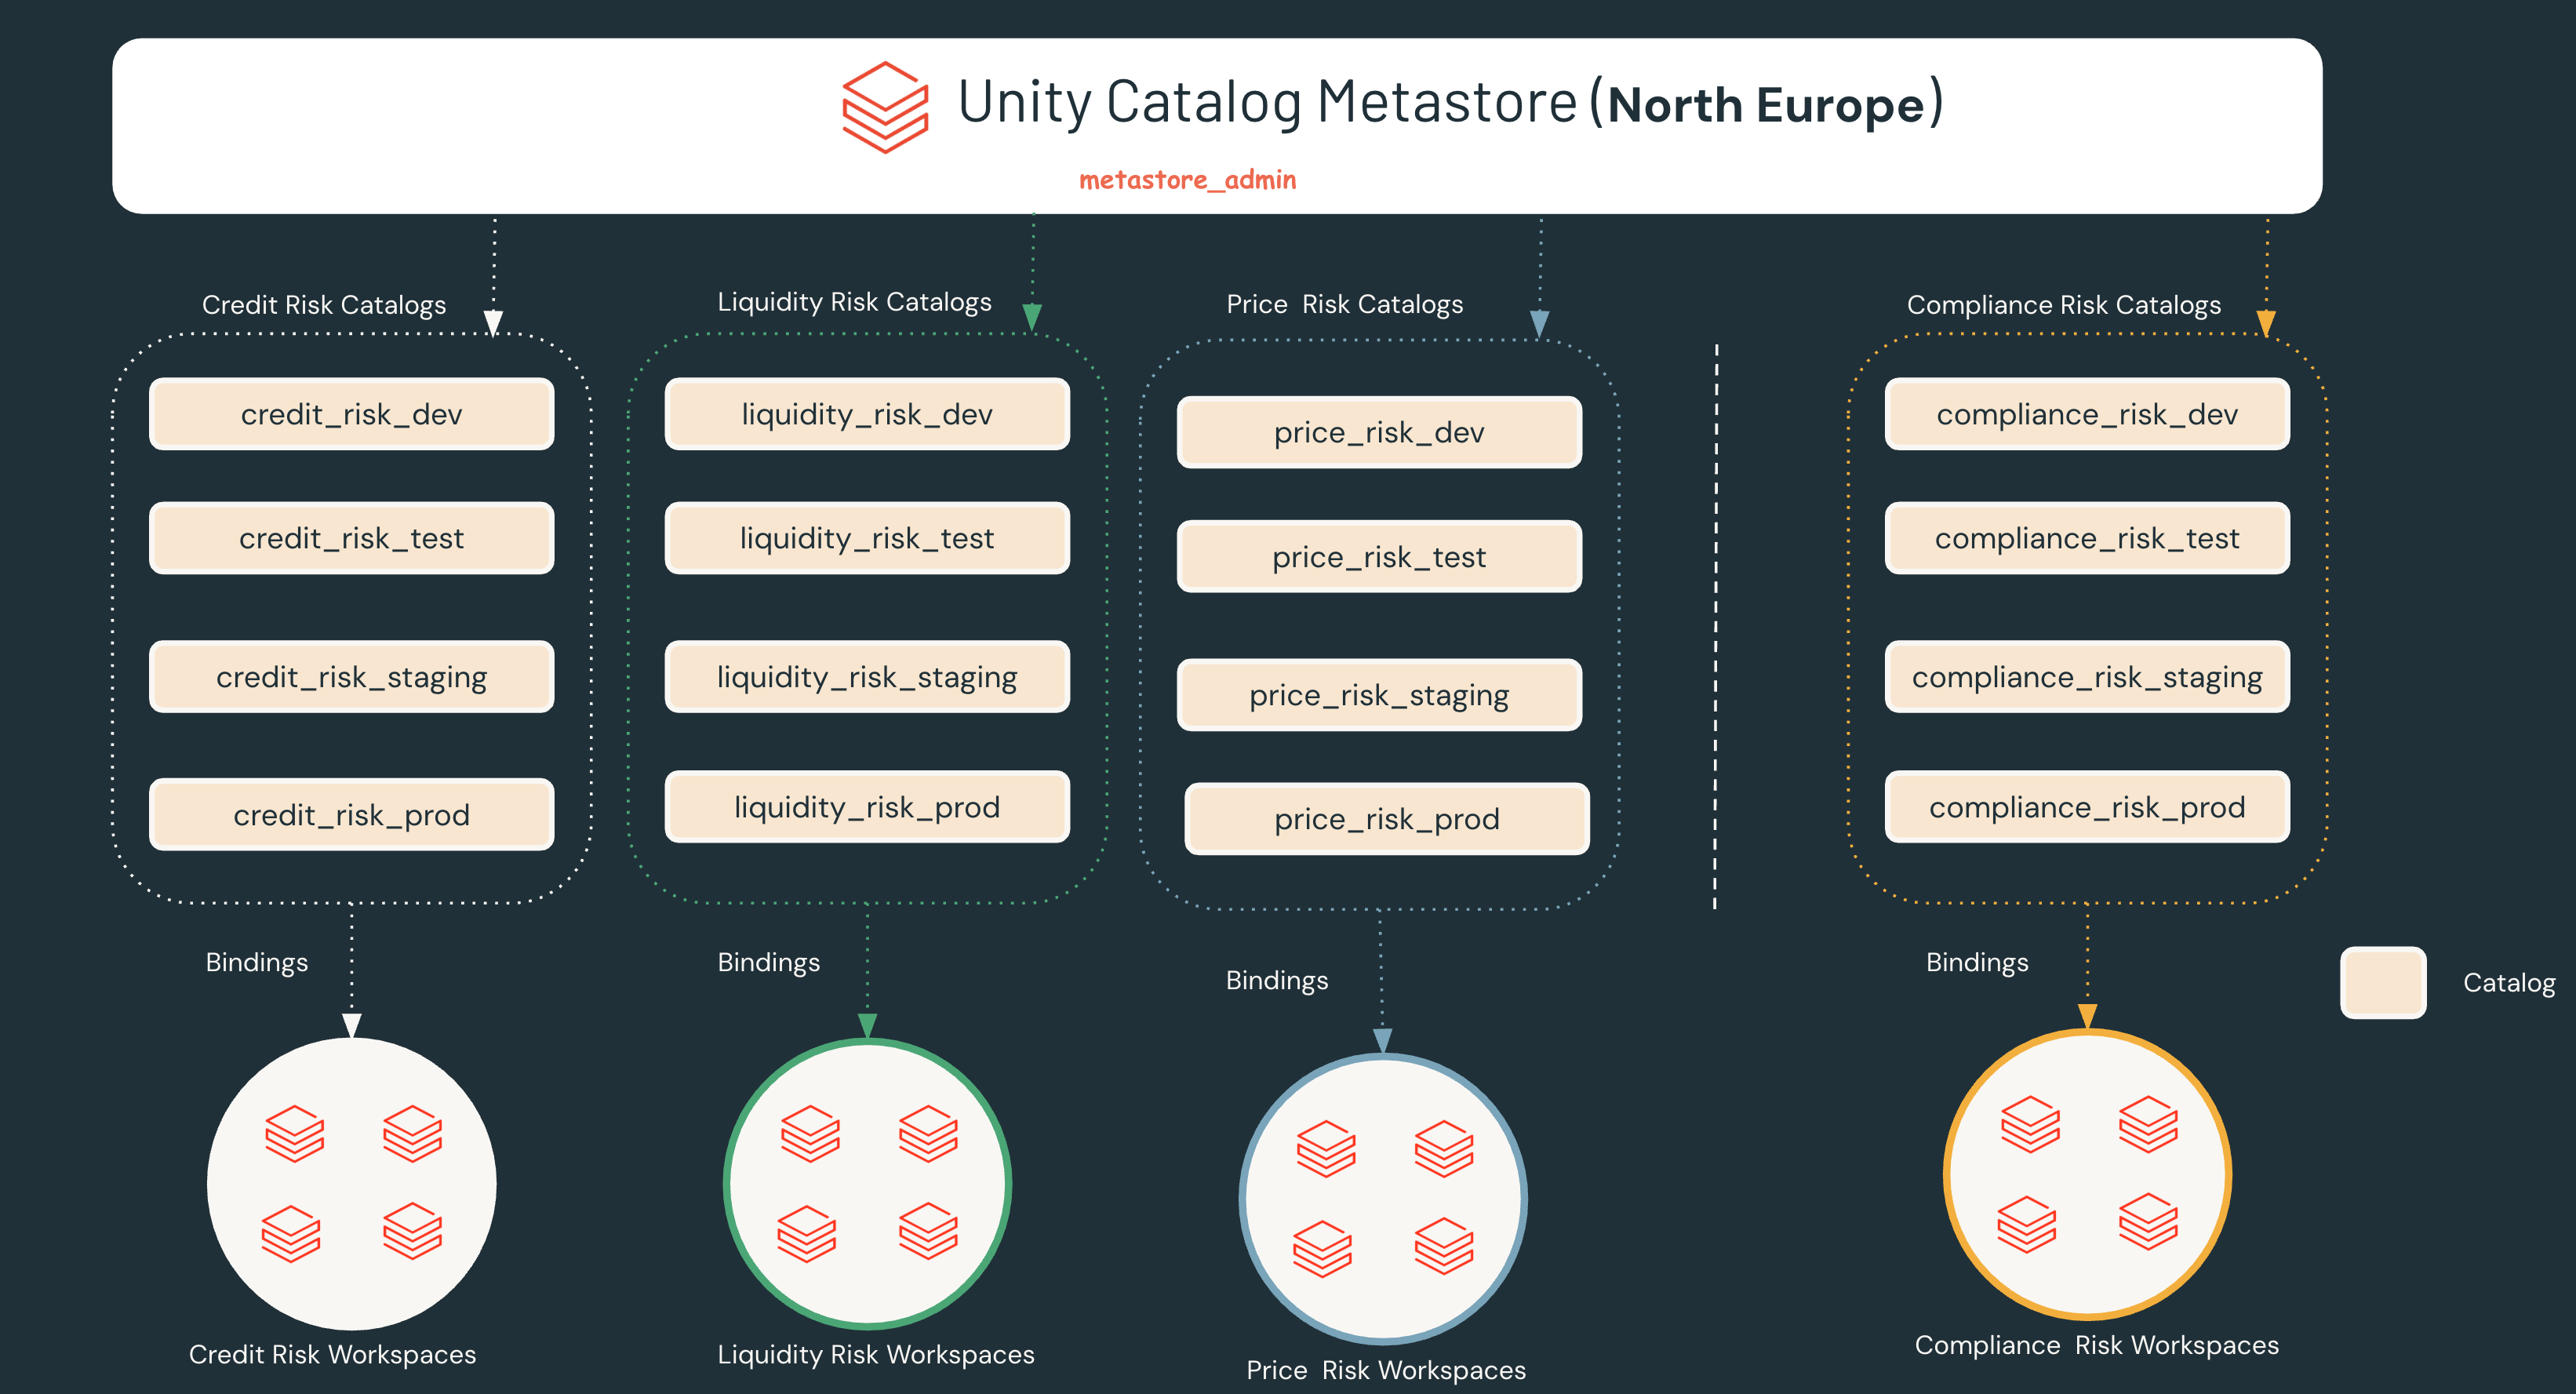 Unity Catalog Metastore (North Europe)
metastore_admin
Credit Risk Catalogs
Liquidity Risk Catalogs
Price  Risk Catalogs
Compliance Risk Catalogs
credit_risk_dev
liquidity_risk_dev
price_risk_dev
compliance_risk_dev
credit_risk_test
liquidity_risk_test
price_risk_test
compliance_risk_test
credit_risk_staging
liquidity_risk_staging
price_risk_staging
compliance_risk_staging
credit_risk_prod
liquidity_risk_prod
price_risk_prod
compliance_risk_prod
Bindings
Bindings
Bindings
Bindings
Catalog
Credit Risk Workspaces
Liquidity Risk Workspaces
Price  Risk Workspaces
Compliance  Risk Workspaces